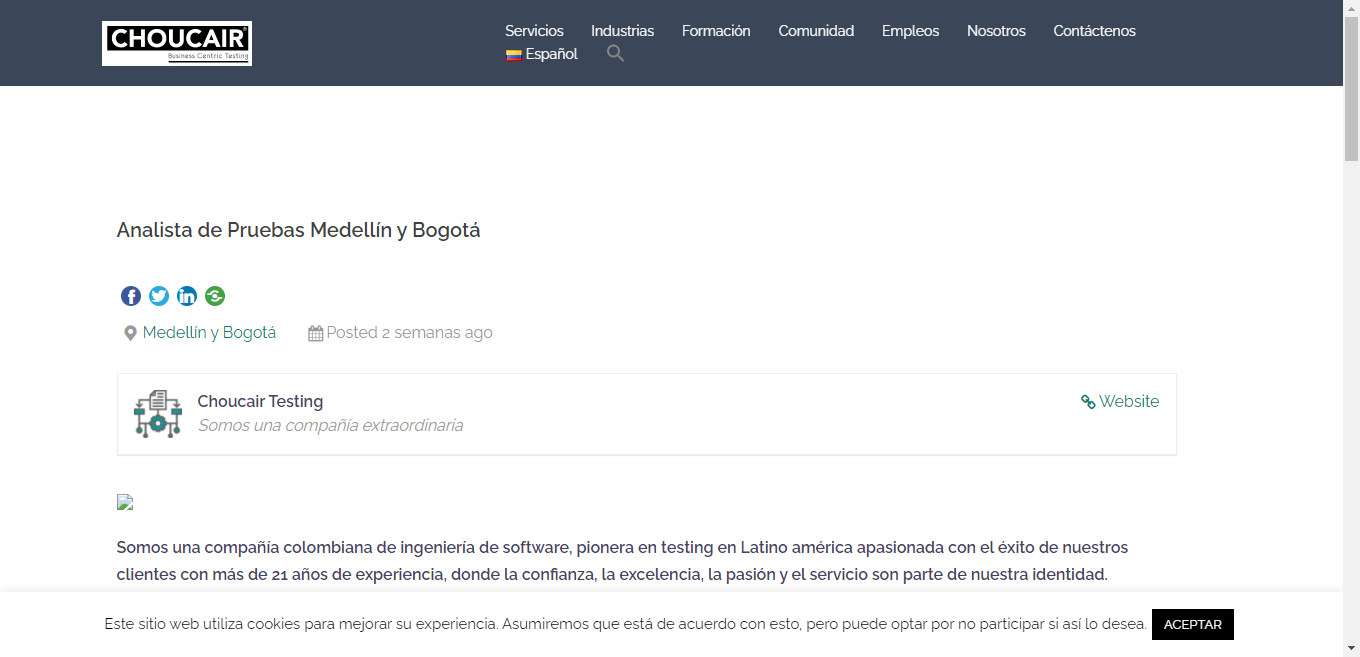 CHOUCAIR
Business Centric Testing
Servicios Industrias Formación Comunidad Empleos Nosotros Contáctenos
Español
Analista de Pruebas Medellín y Bogotá
Medellín y Bogotá Posted 2 semanas ago
Choucair Testing Website
Somos una compañía extraordinaria
Somos una compañía colombiana de ingeniería de software, pionera en testing en Latino américa apasionada con el éxito de nuestros
clientes con más de 21 años de experiencia, donde la confianza, la excelencia, la pasión y el servicio son parte de nuestra identidad.
Este sitio web utiliza cookies para mejorar su experiencia. Asumiremos que está de acuerdo con esto, pero puede optar por no participar si así lo desea. ACEPTAR